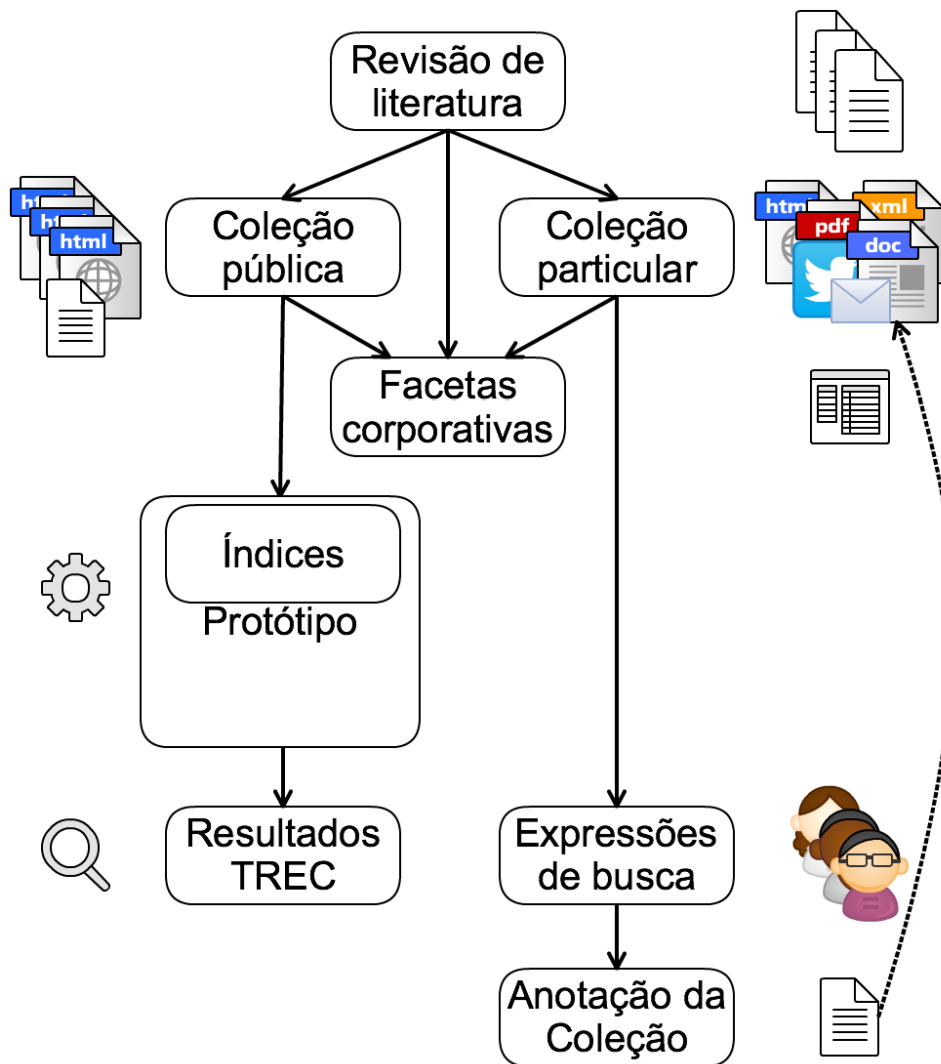 Revisão de
literatura
html
html
html
Coleção
pública
Coleção
particular
html
xml
pdf
doc
Facetas
corporativas
Índices
Protótipo
Resultados
TREC
Expressões
de busca
Anotação da
Coleção